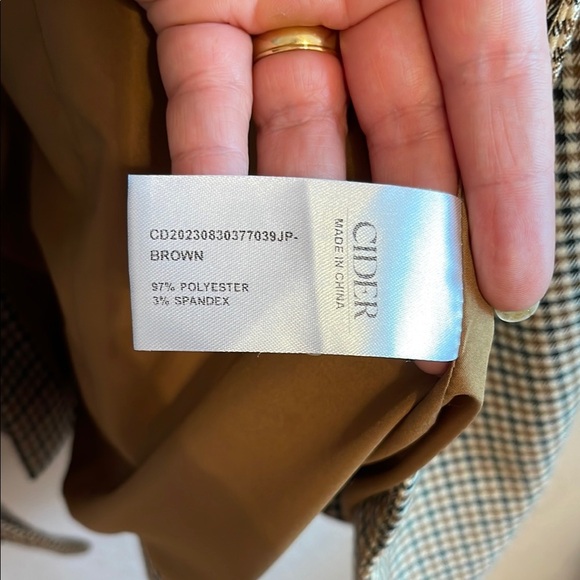 CD20230830377039JP-
BROWN
97% POLYESTER
3% SPANDEX
CIDER
MADE IN CHINA